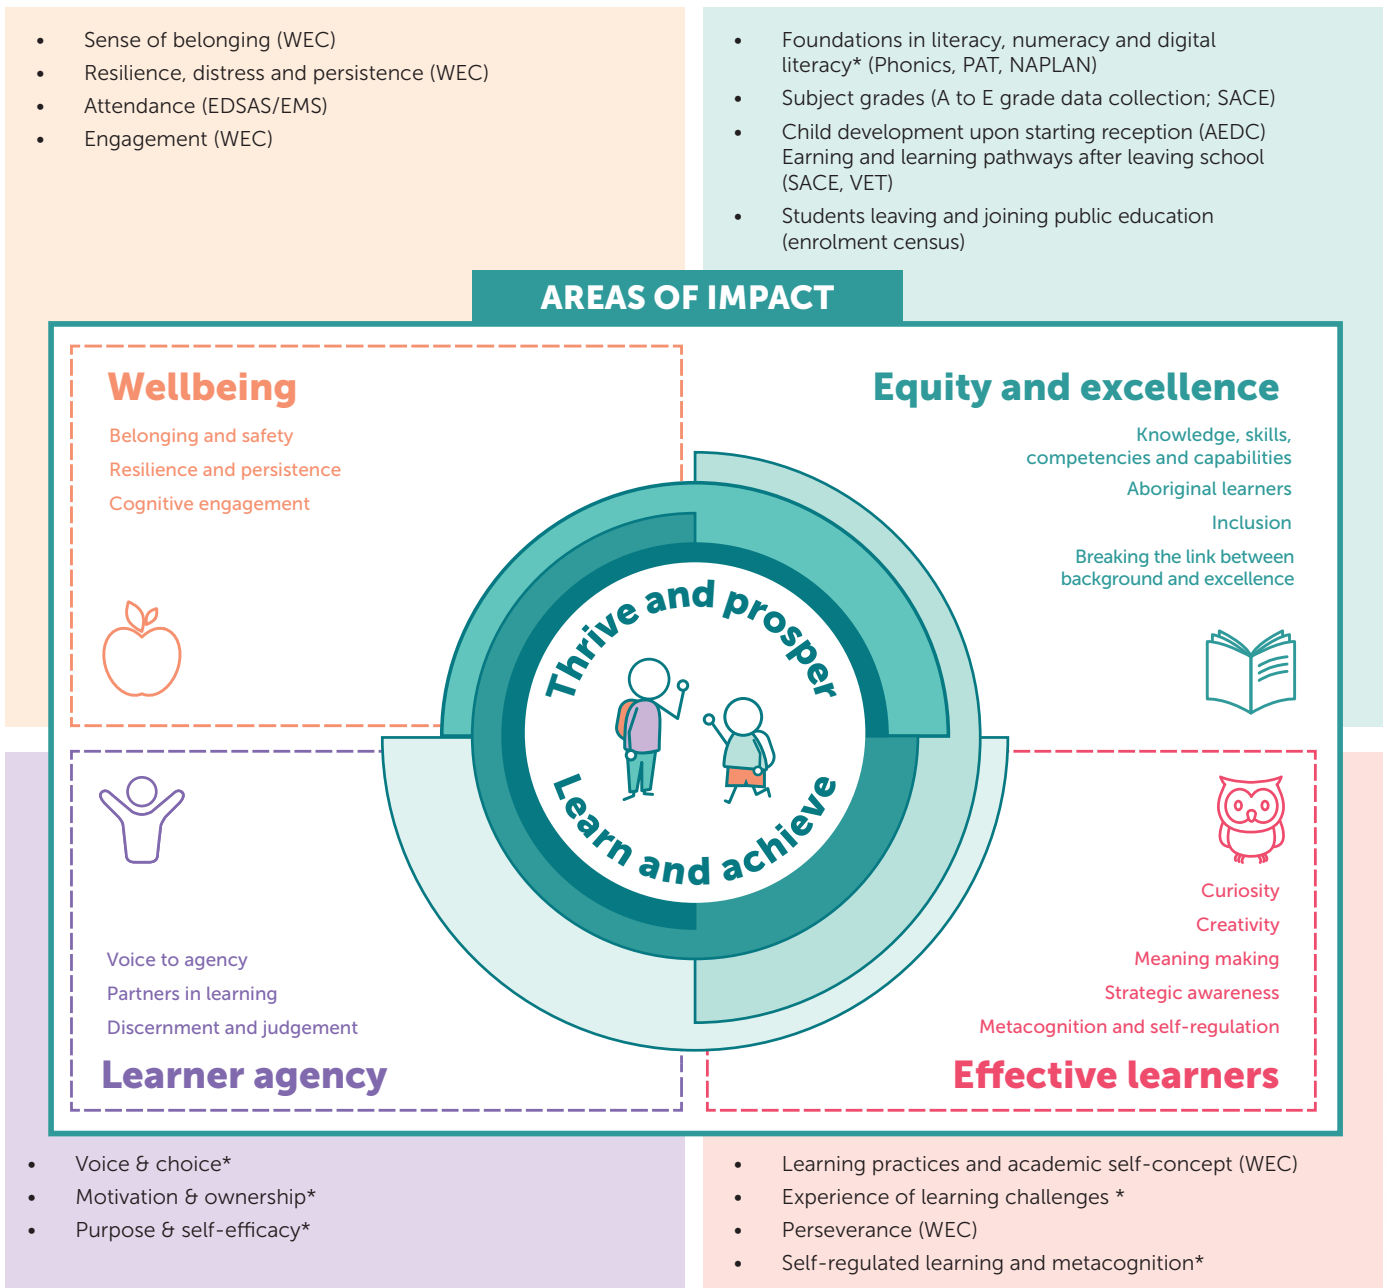 • Sense of belonging (WEC)
• Resilience, distress and persistence (WEC)
• Attendance (EDSAS/EMS)
• Engagement (WEC)
• Foundations in literacy, numeracy and digital
literacy* (Phonics, PAT, NAPLAN)
• Subject grades (A to E grade data collection; SACE)
• Child development upon starting reception (AEDC)
Earning and learning pathways after leaving school
(SACE, VET)
• Students leaving and joining public education
(enrolment census)
AREAS OF IMPACT
Wellbeing
Belonging and safety
Resilience and persistence
Cognitive engagement
Equity and excellence
Knowledge, skills,
competencies and capabilities
Aboriginal learners
Inclusion
Breaking the link between
background and excellence
Thrive and prosper
Learn and achieve
Voice to agency
Partners in learning
Discernment and judgement
Learner agency
Curiosity
Creativity
Meaning making
Strategic awareness
Metacognition and self-regulation
Effective learners
• Voice & choice*
• Motivation & ownership*
• Purpose & self-efficacy*
• Learning practices and academic self-concept (WEC)
• Experience of learning challenges *
• Perseverance (WEC)
• Self-regulated learning and metacognition*